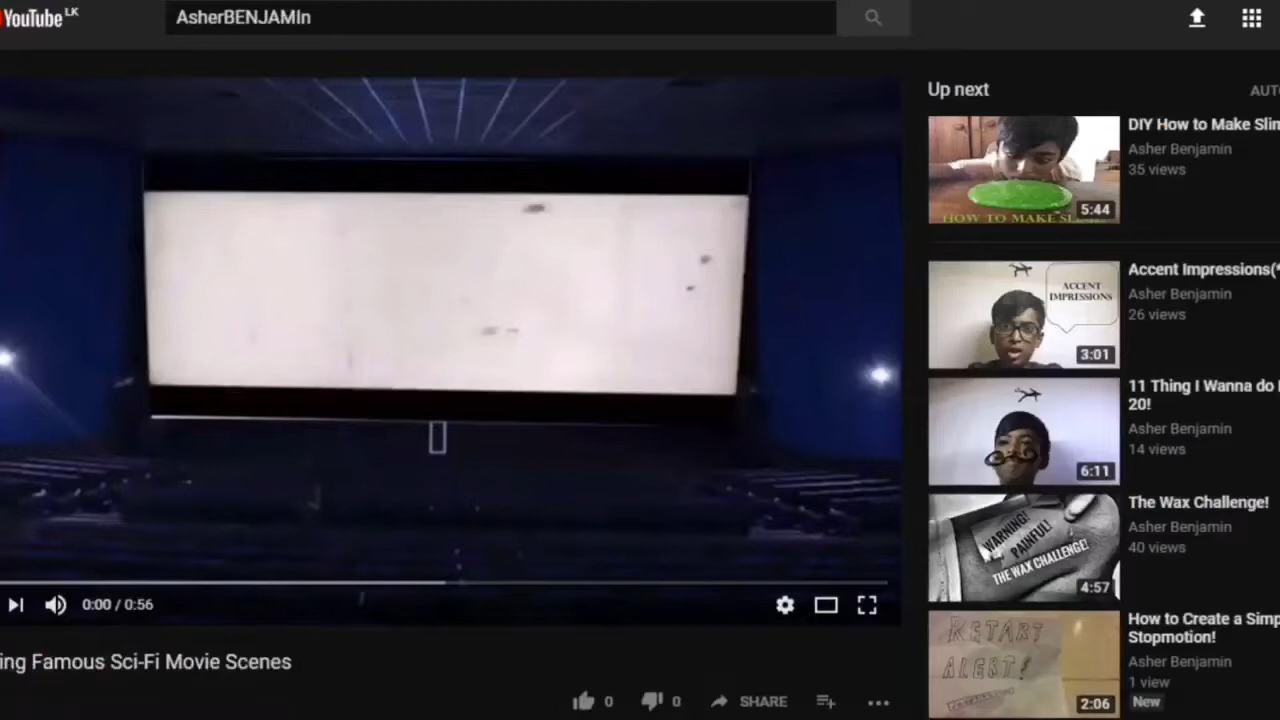 YouTube LK
AsherBENJAMIn
Up next
AUT
DIY How to Make Slim
Asher Benjamin
35 views
5:44
HOW TO MAKE SL
Accent Impressions(*
Asher Benjamin
26 views
ACCENT
IMPRESSIONS
3:01
11 Thing I Wanna do
20!
Asher Benjamin
14 views
6:11
The Wax Challenge!
Asher Benjamin
40 views
WARNING!
PAINFUL!
THE WAX CHALLENGE!
4:57
How to Create a Simp
Stopmotion!
Asher Benjamin
1 view
New
RETART
ALERT!
2:06
0:00 / 0:56
ing Famous Sci-Fi Movie Scenes
0
0
SHARE